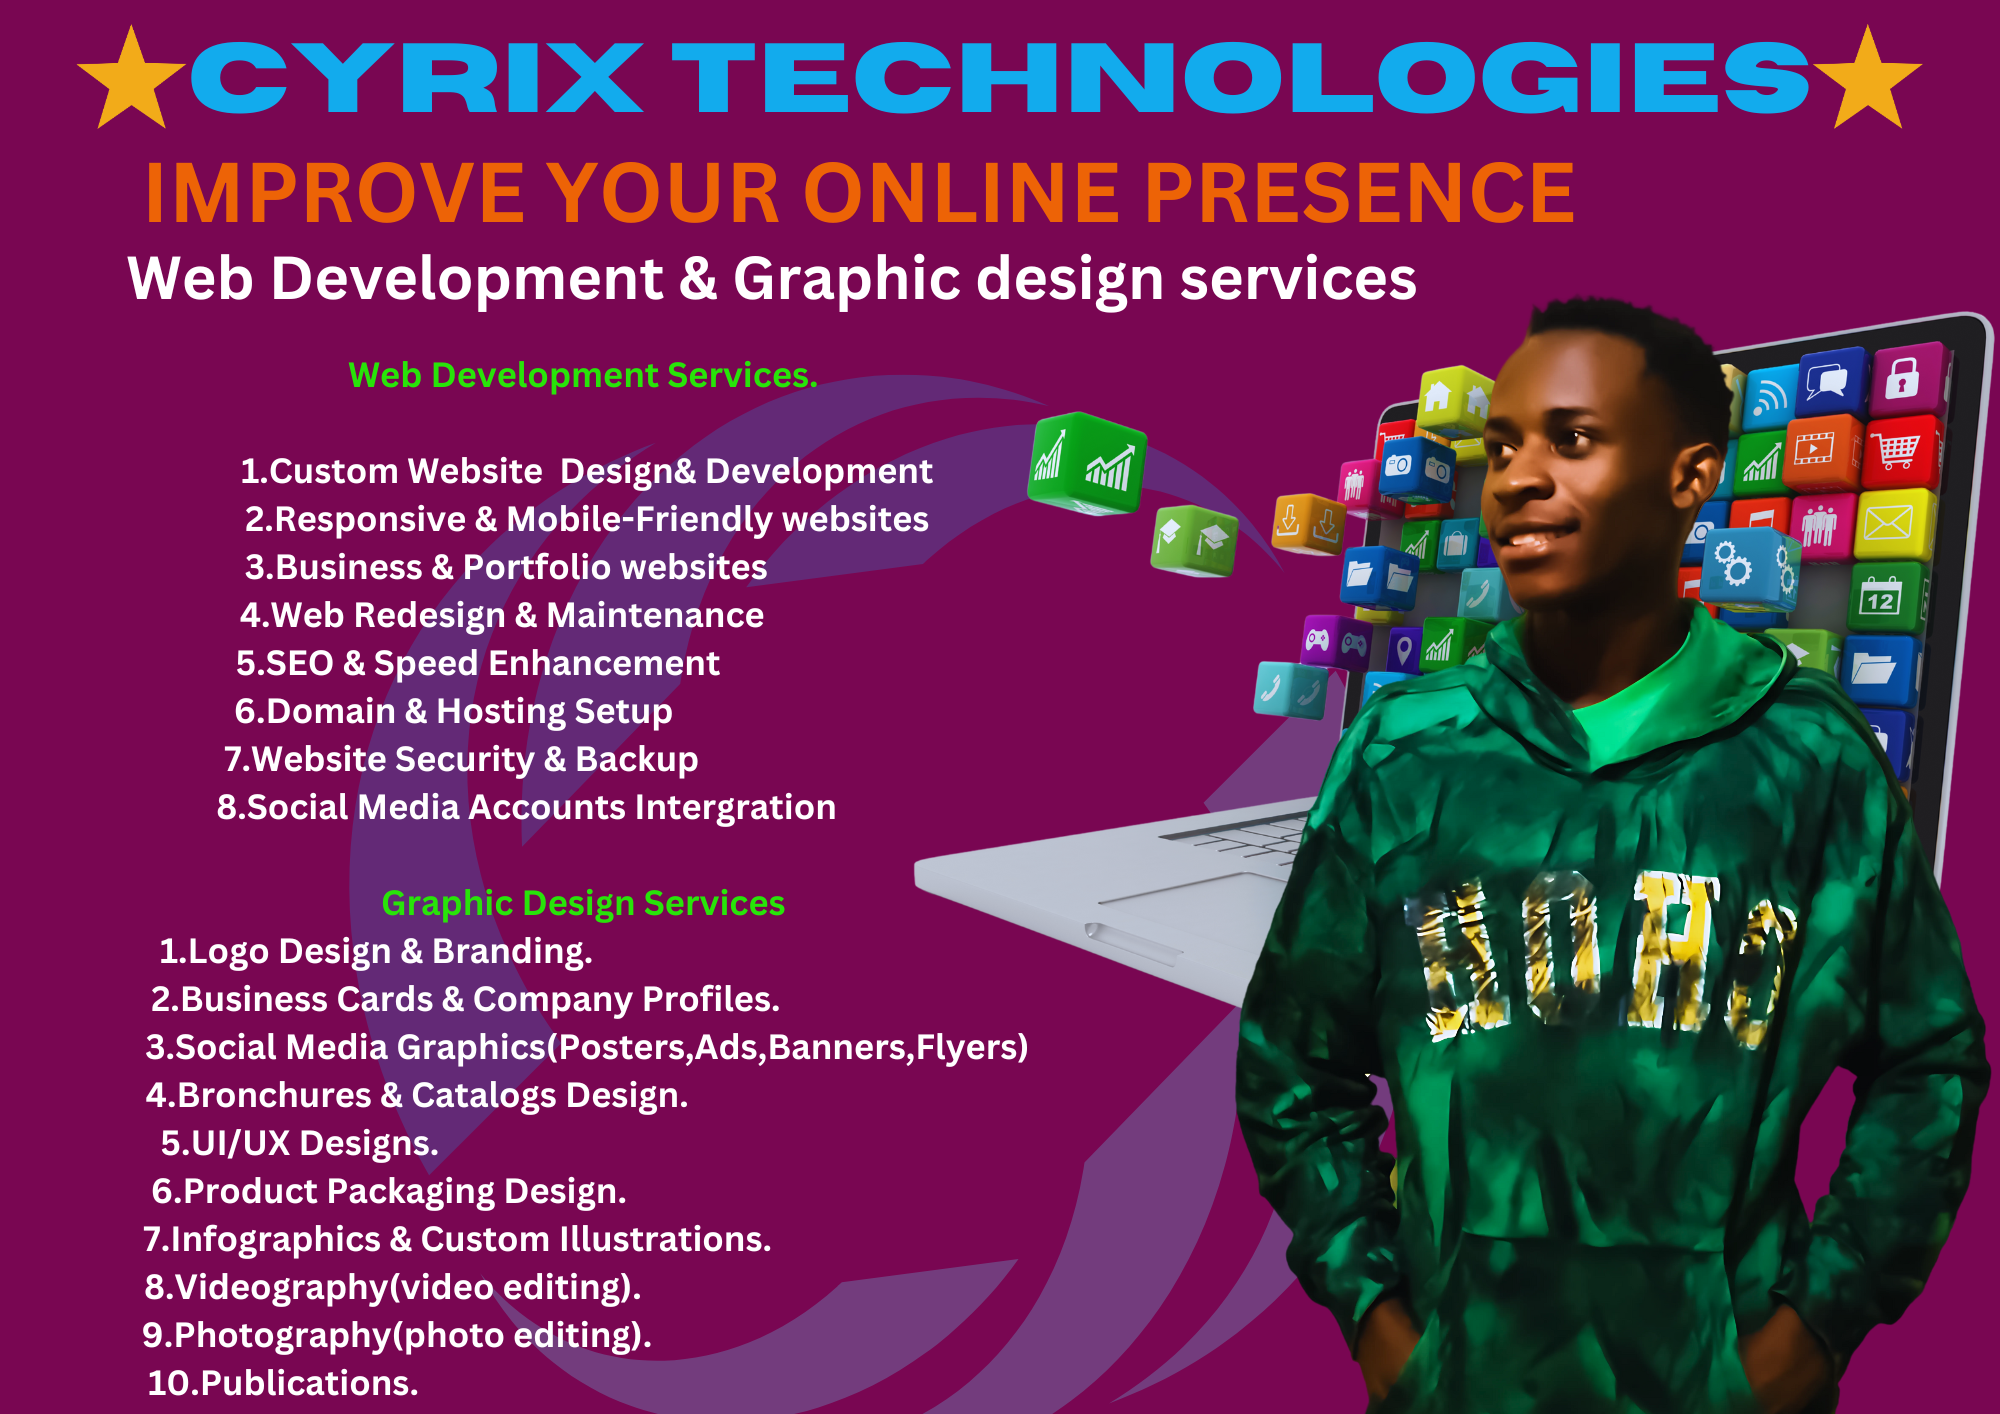 CYRIX TECHNOLOGIES
IMPROVE YOUR ONLINE PRESENCE
Web Development & Graphic design services
Web Development Services.
1.Custom Website  Design& Development
2.Responsive & Mobile-Friendly websites
3.Business & Portfolio websites
4.Web Redesign & Maintenance
5.SEO & Speed Enhancement
6.Domain & Hosting Setup
7.Website Security & Backup
8.Social Media Accounts Intergration
Graphic Design Services
1.Logo Design & Branding.
2.Business Cards & Company Profiles.
3.Social Media Graphics(Posters,Ads,Banners,Flyers)
4.Bronchures & Catalogs Design.
5.UI/UX Designs.
6.Product Packaging Design.
7.Infographics & Custom Illustrations.
8.Videography(video editing).
9.Photography(photo editing).
10.Publications.
12